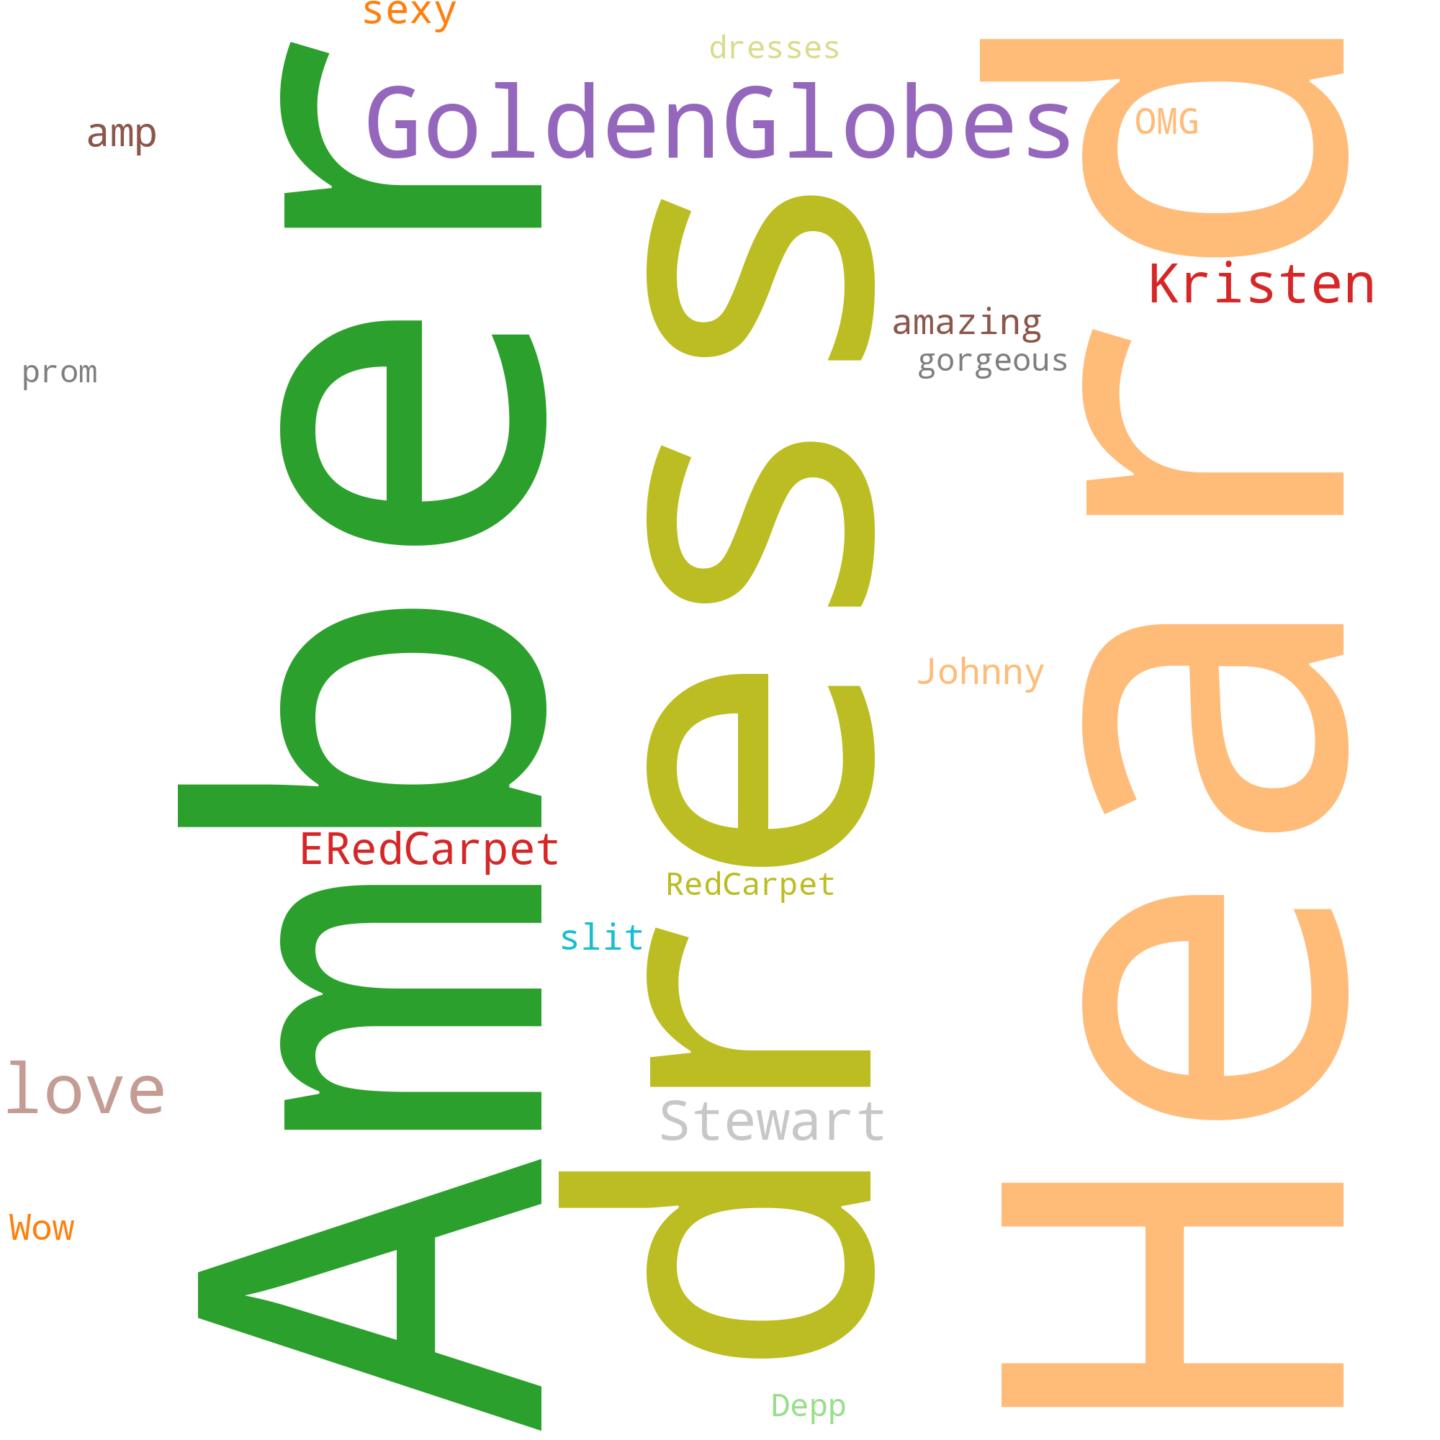 sexy
dresses
GoldenGlobes
OMG
amp
Kristen
amazing
gorgeous
prom
Amber
dress
Heard
Johnny
ERedCarpet
RedCarpet
slit
love
Stewart
Wow
Depp